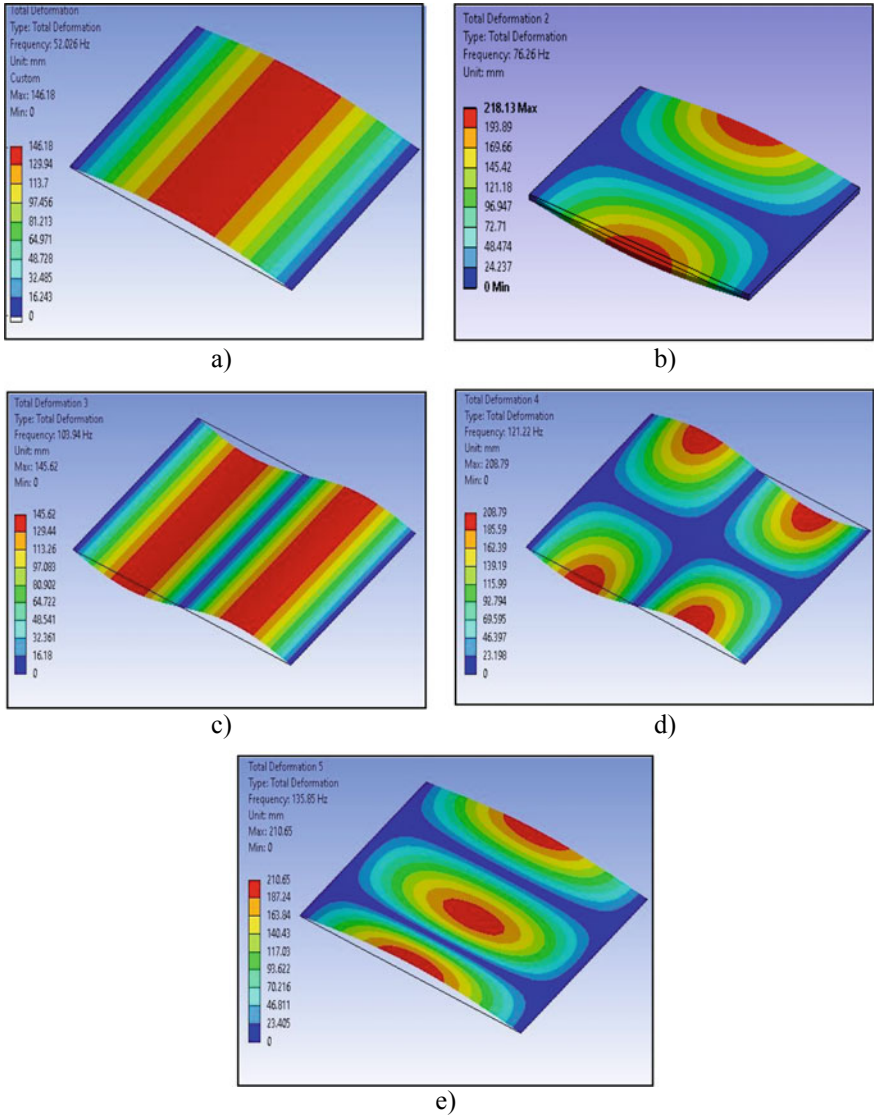 Total Deformation
Type: Total Deformation
Frequency: 52.026 Hz
Unit: mm
Custom
Max: 146.18
Min: 0
146.18
129.94
113.7
97.456
81.213
64.971
48.728
32.485
16.243
0
a)
Total Deformation 2
Type: Total Deformation
Frequency: 76.26 Hz
Unit: mm
218.13 Max
193.89
169.66
145.42
121.18
96.947
72.71
48.474
24.237
0 Min
b)
Total Deformation 3
Type: Total Deformation
Frequency: 103.94 Hz
Unit: mm
Max: 145.62
Min: 0
145.62
129.44
113.26
97.083
80.902
64.722
48.541
32.361
16.18
0
c)
Total Deformation 4
Type: Total Deformation
Frequency: 121.22 Hz
Unit: mm
Max: 208.79
Min: 0
208.79
185.59
162.39
139.19
115.99
92.794
69.595
46.397
23.198
0
d)
Total Deformation 5
Type: Total Deformation
Frequency: 135.85 Hz
Unit: mm
Max: 210.65
Min: 0
210.65
187.24
163.84
140.43
117.03
93.622
70.216
46.811
23.405
0
e)